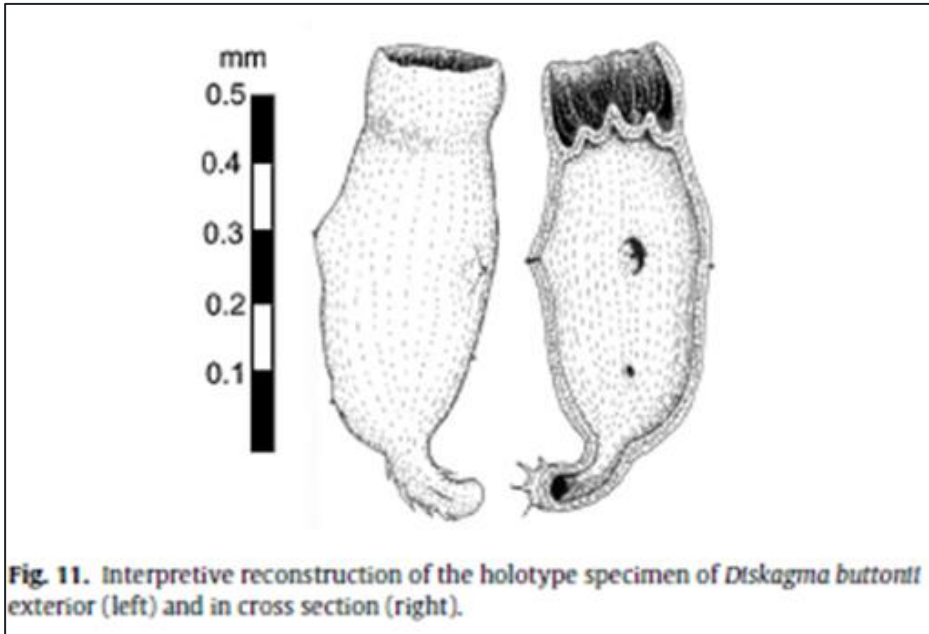 mm
0.5
0.4
0.3
0.2
0.1
Fig. 11. Interpretive reconstruction of the holotype specimen of Diskagma buttonii
exterior (left) and in cross section (right).